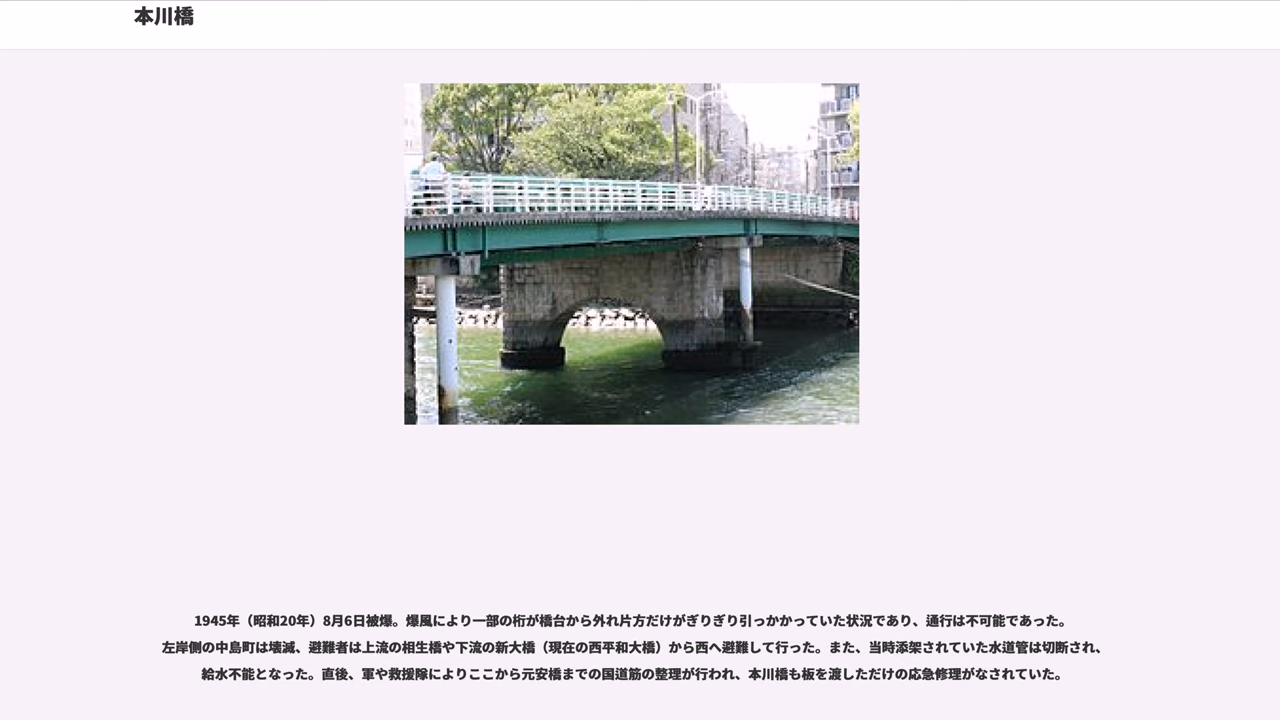 本川橋
1945年（昭和20年）8月6日被爆。爆風により一部の桁が橋台から外れ片方だけがぎりぎり引っかかっていた状況であり、通行は不可能であった。
左岸側の中島町は壊滅、避難者は上流の相生橋や下流の新大橋（現在の西平和大橋）から西へ避難して行った。また、当時添架されていた水道管は切断され、
給水不能となった。直後、軍や救援隊によりここから元安橋までの国道筋の整理が行われ、本川橋も板を渡しただけの応急修理がなされていた。